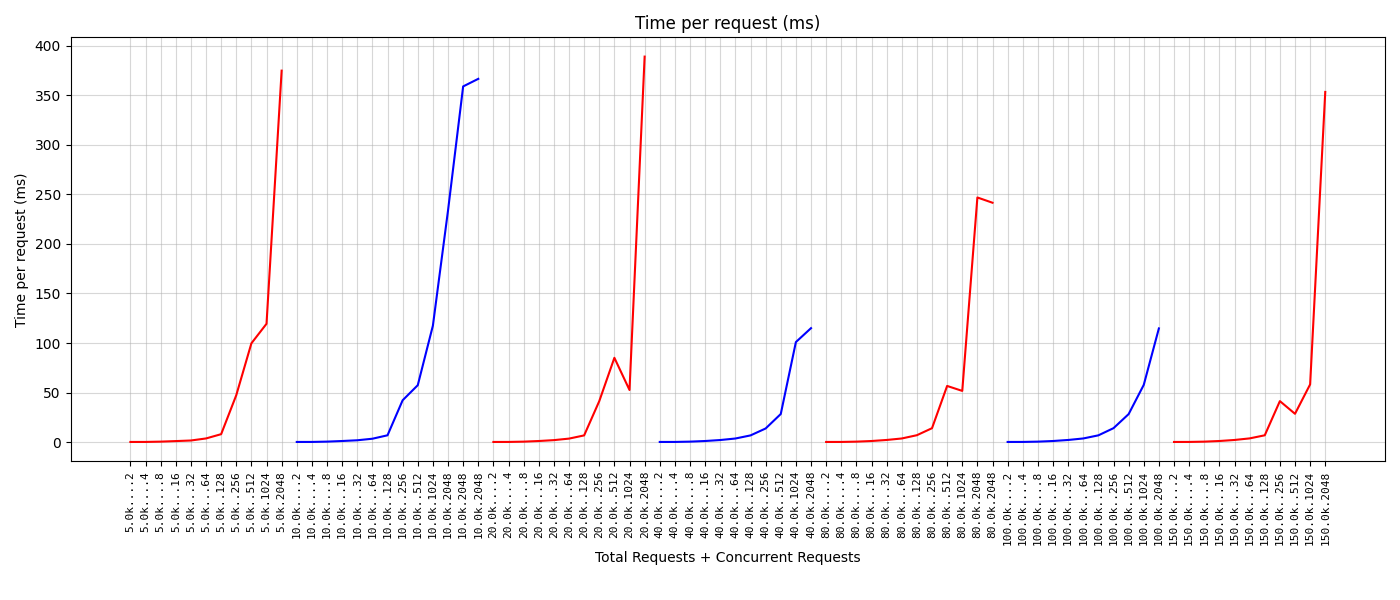 Time per request (ms)
400
350
300
250
200
150
100
50
0
Time per request (ms)
5.0k....2
5.0k....4
5.0k....8
5.0k...16
5.0k...32
5.0k...64
5.0k..128
5.0k..256
5.0k..512
5.0k.1024
5.0k.2048
10.0k....2
10.0k....4
10.0k....8
10.0k...16
10.0k...32
10.0k...64
10.0k..128
10.0k..256
10.0k..512
10.0k.1024
10.0k.2048
10.0k.2048
10.0k.2048
20.0k....2
20.0k....4
20.0k....8
20.0k...16
20.0k...32
20.0k...64
20.0k..128
20.0k..256
20.0k..512
20.0k.1024
20.0k.2048
40.0k....2
40.0k....4
40.0k....8
40.0k...16
40.0k...32
40.0k...64
40.0k..128
40.0k..256
40.0k..512
40.0k.1024
40.0k.2048
80.0k....2
80.0k....4
80.0k....8
80.0k...16
80.0k...32
80.0k...64
80.0k..128
80.0k..256
80.0k..512
80.0k.1024
80.0k.2048
80.0k.2048
100.0k....2
100.0k....4
100.0k....8
100.0k...16
100.0k...32
100.0k...64
100.0k..128
100.0k..256
100.0k..512
100.0k.1024
100.0k.2048
150.0k....2
150.0k....4
150.0k....8
150.0k...16
150.0k...32
150.0k...64
150.0k..128
150.0k..256
150.0k..512
150.0k.1024
150.0k.2048
Total Requests + Concurrent Requests